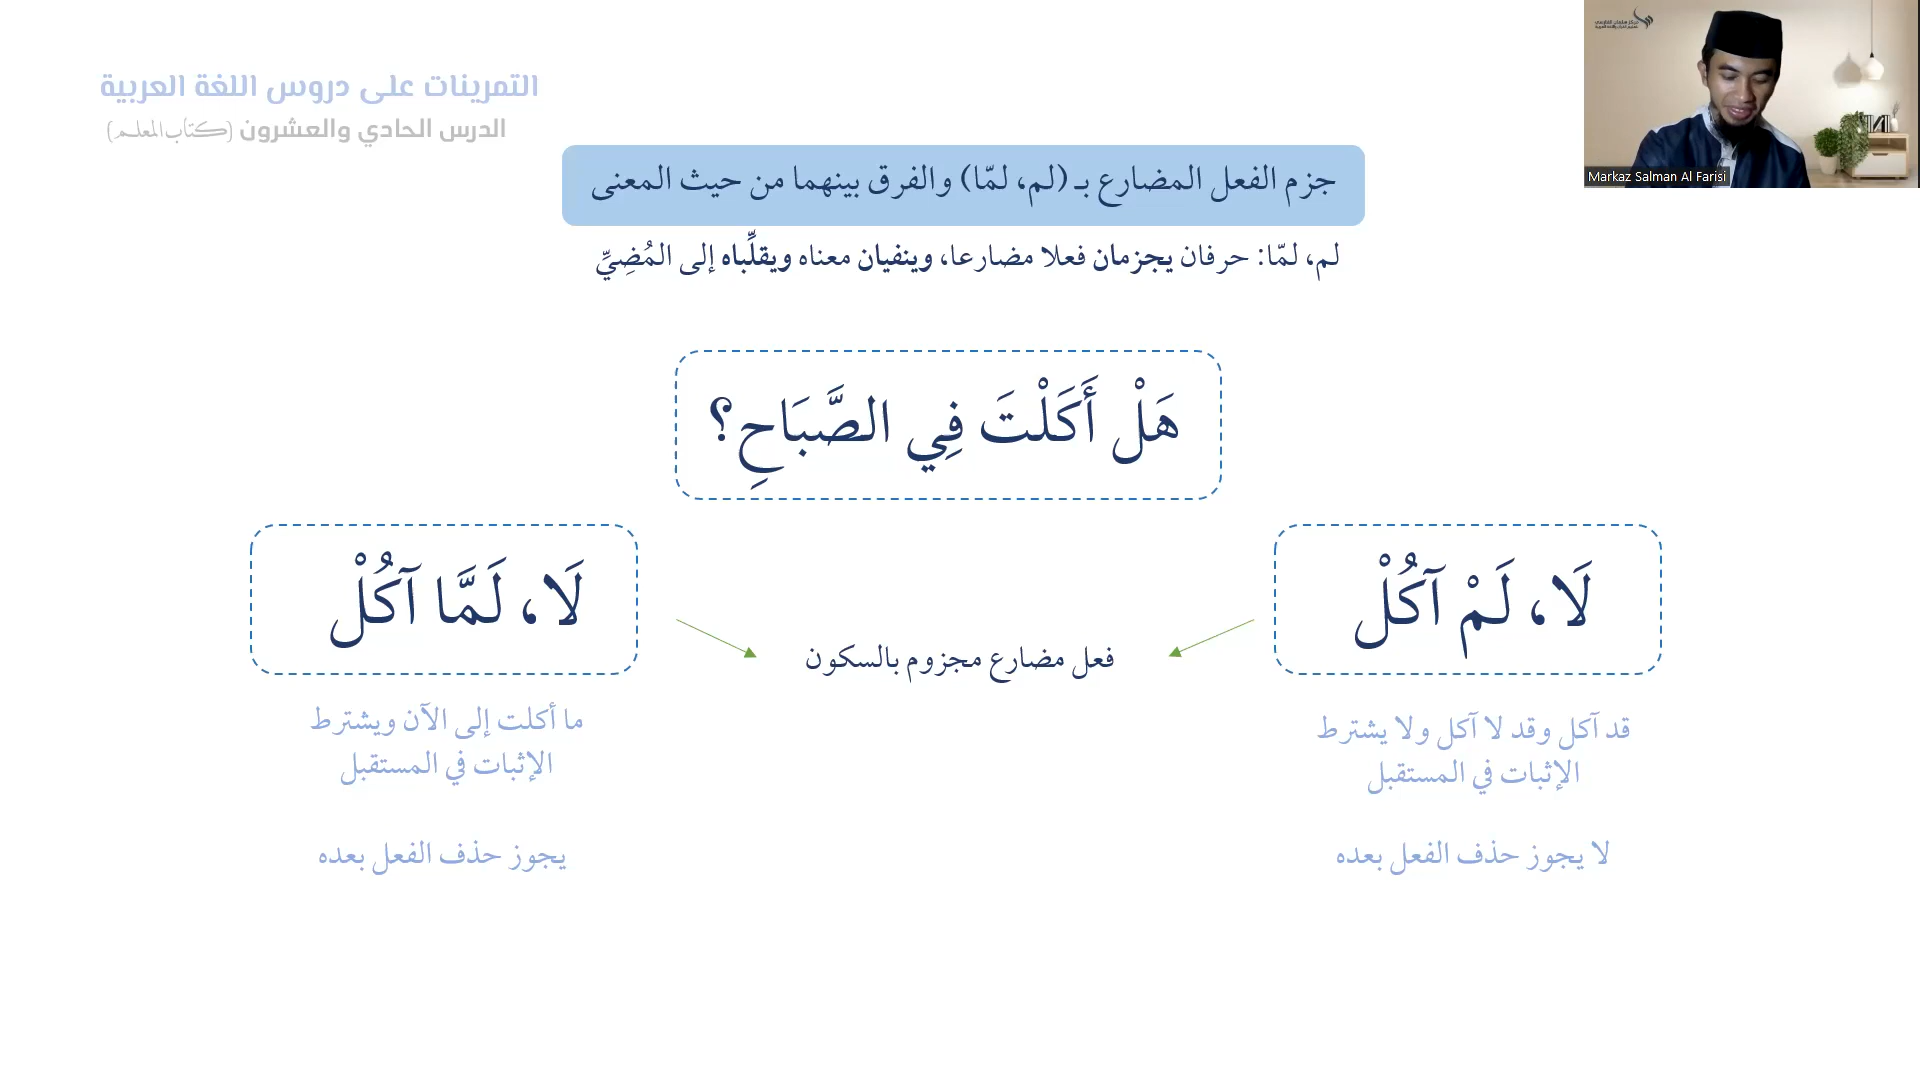 التمرينات على دروس اللغة العربية
الدرس الحادي والعشرون (كتاب المعلم)
Markaz Salman Al Farisi
جزم الفعل المضارع بـ (لم، لمّا) والفرق بينهما من حيث المعنى
لم، لمّا: حرفان يجزمان فعلا مضارعا، وينفيان معناه ويقلِّباه إلى المُضِيِّ
هَلْ أَكَلْتَ فِي الصَّبَاحِ؟
لَا، لَمْ آكُلْ
لَا، لَمَّا آكُلْ
فعل مضارع مجزوم بالسكون
قد آكل وقد لا آكل ولا يشترط
الإثبات في المستقبل
لا يجوز حذف الفعل بعده
ما أكلت إلى الآن ويشترط
الإثبات في المستقبل
يجوز حذف الفعل بعده